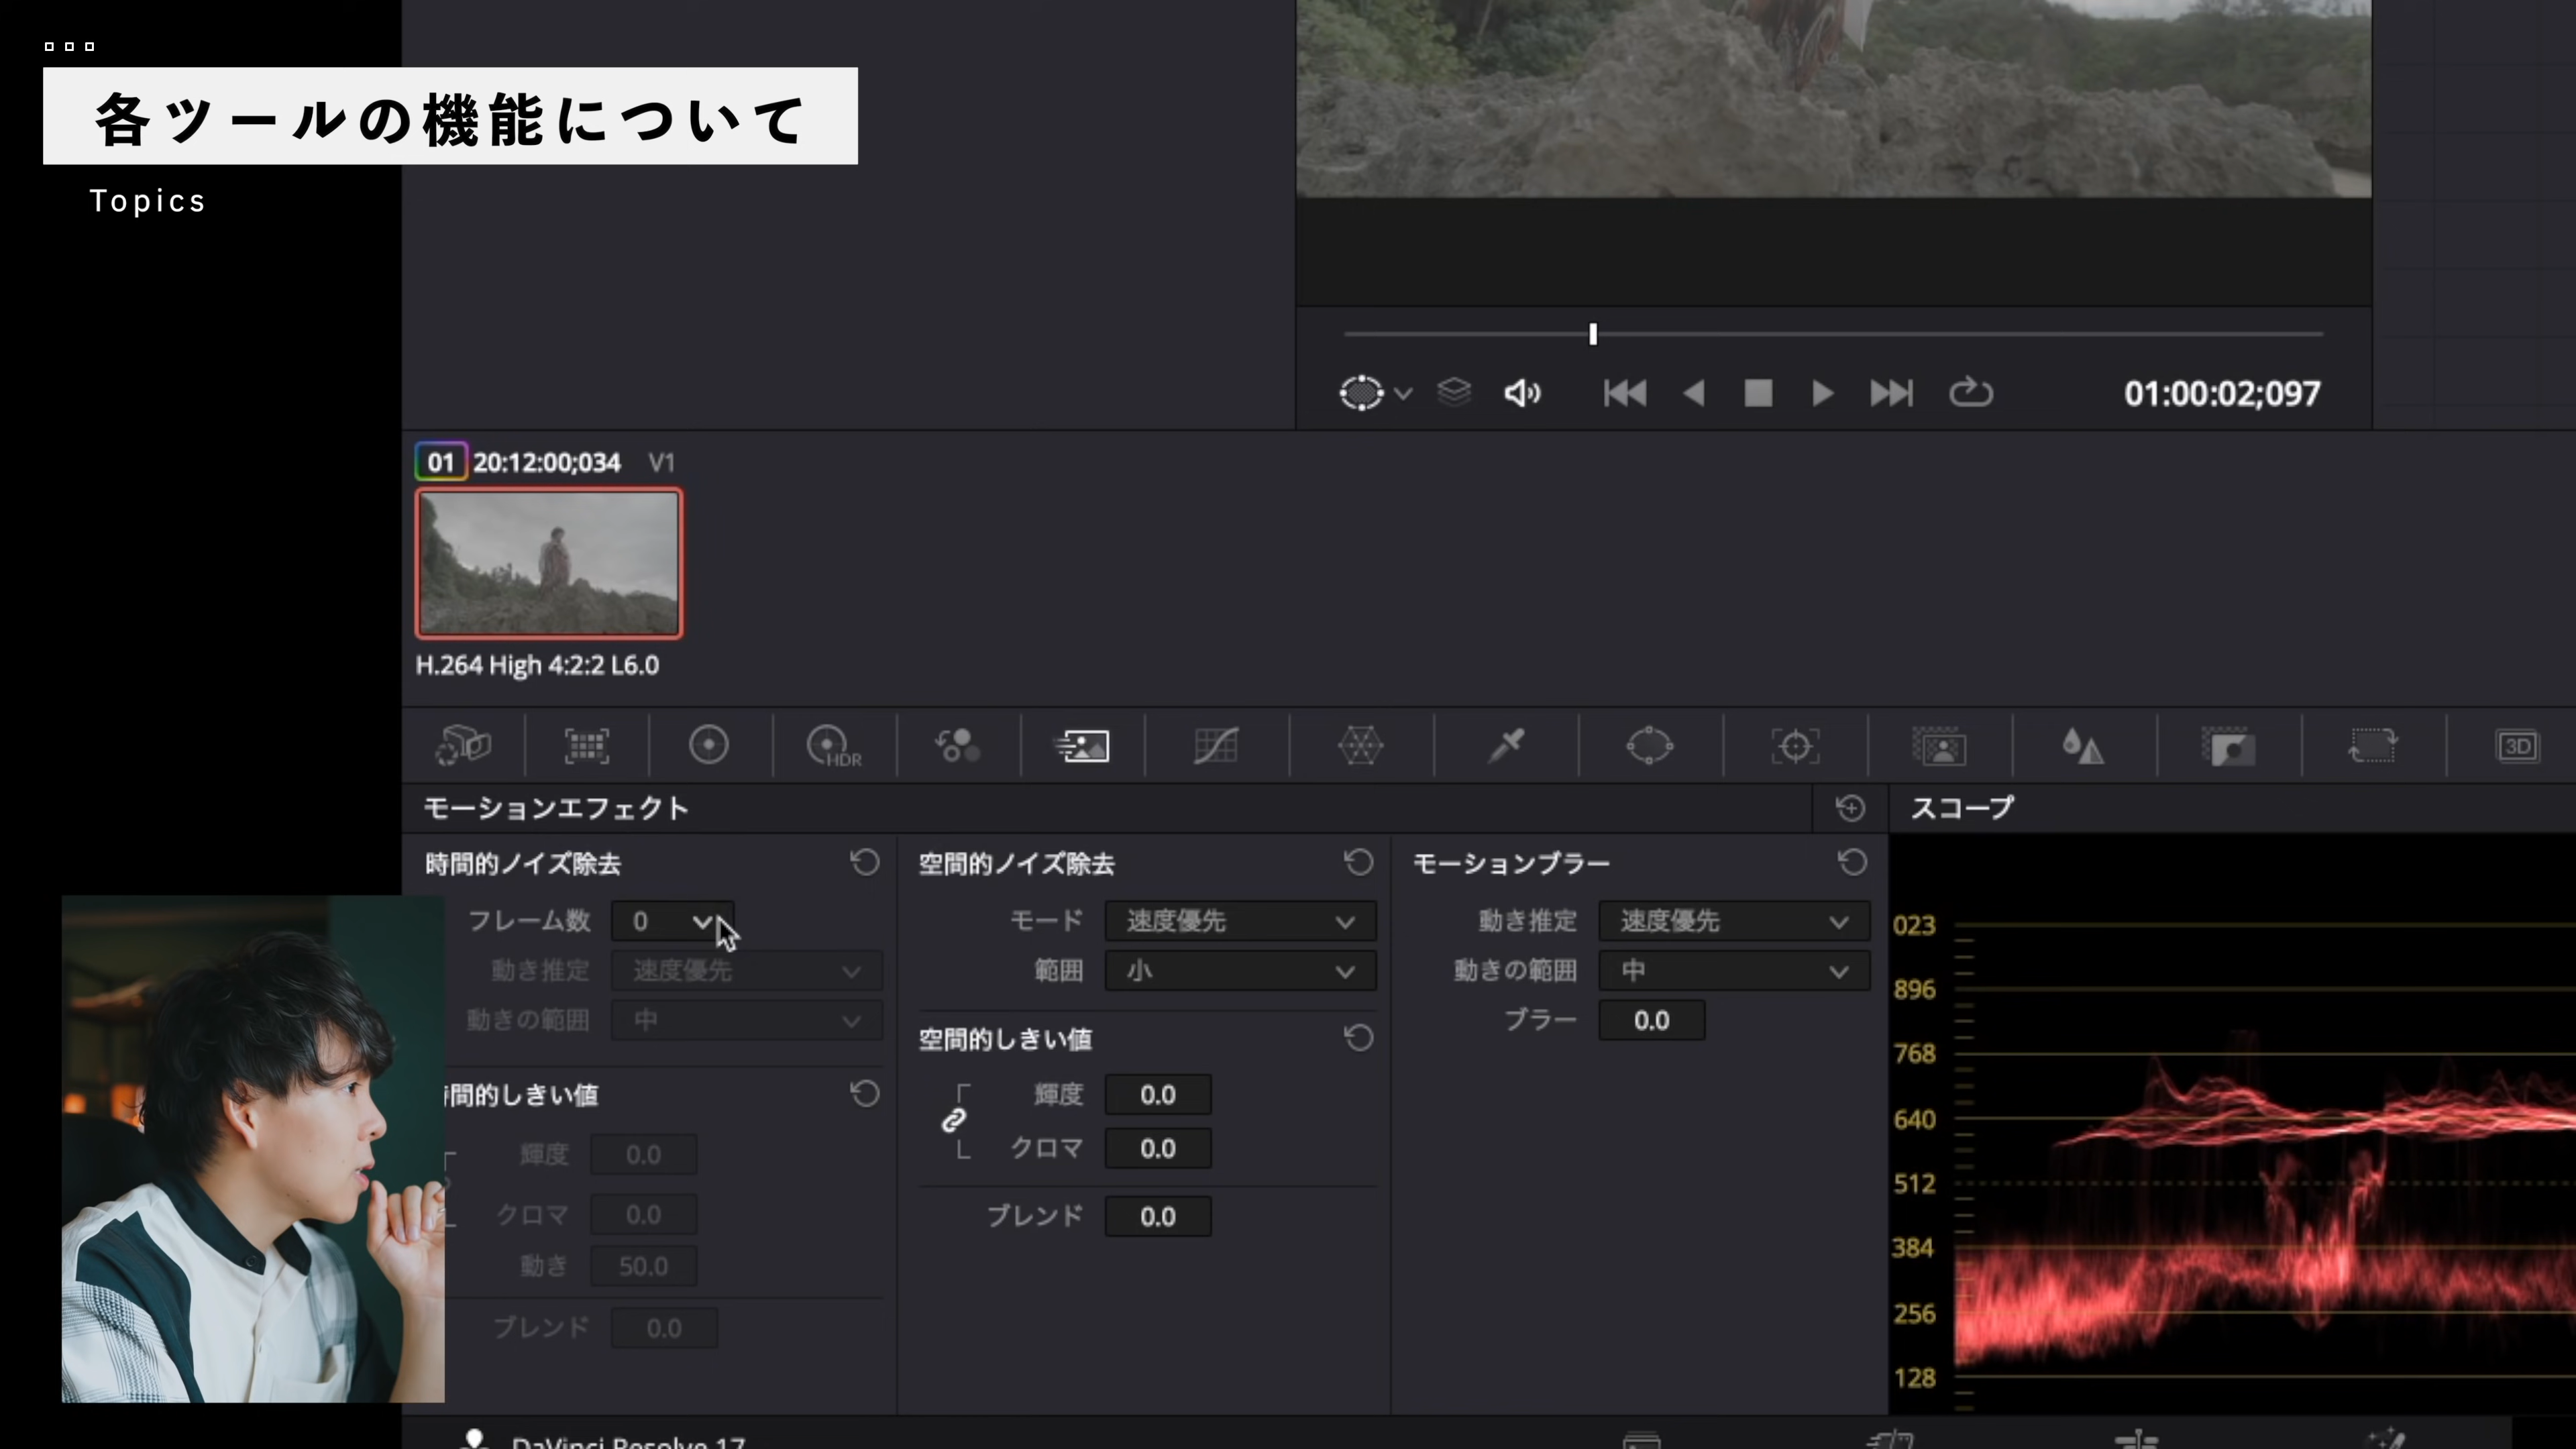 各ツールの機能について
Topics
01:00:02;097
01 20:12:00;034 V1
H.264 High 4:2:2 L6.0
HDR
3D
モーションエフェクト
スコープ
時間的ノイズ除去
フレーム数 0
動き推定 速度優先
動きの範囲 中
間的しきい値
輝度 0.0
クロマ 0.0
動き 50.0
ブレンド 0.0
空間的ノイズ除去
モード 速度優先
範囲 小
空間的しきい値
輝度 0.0
クロマ 0.0
ブレンド 0.0
モーションブラー
動き推定 速度優先
動きの範囲 中
ブラー 0.0
023
896
768
640
512
384
256
128
DaVinci Resolve 17